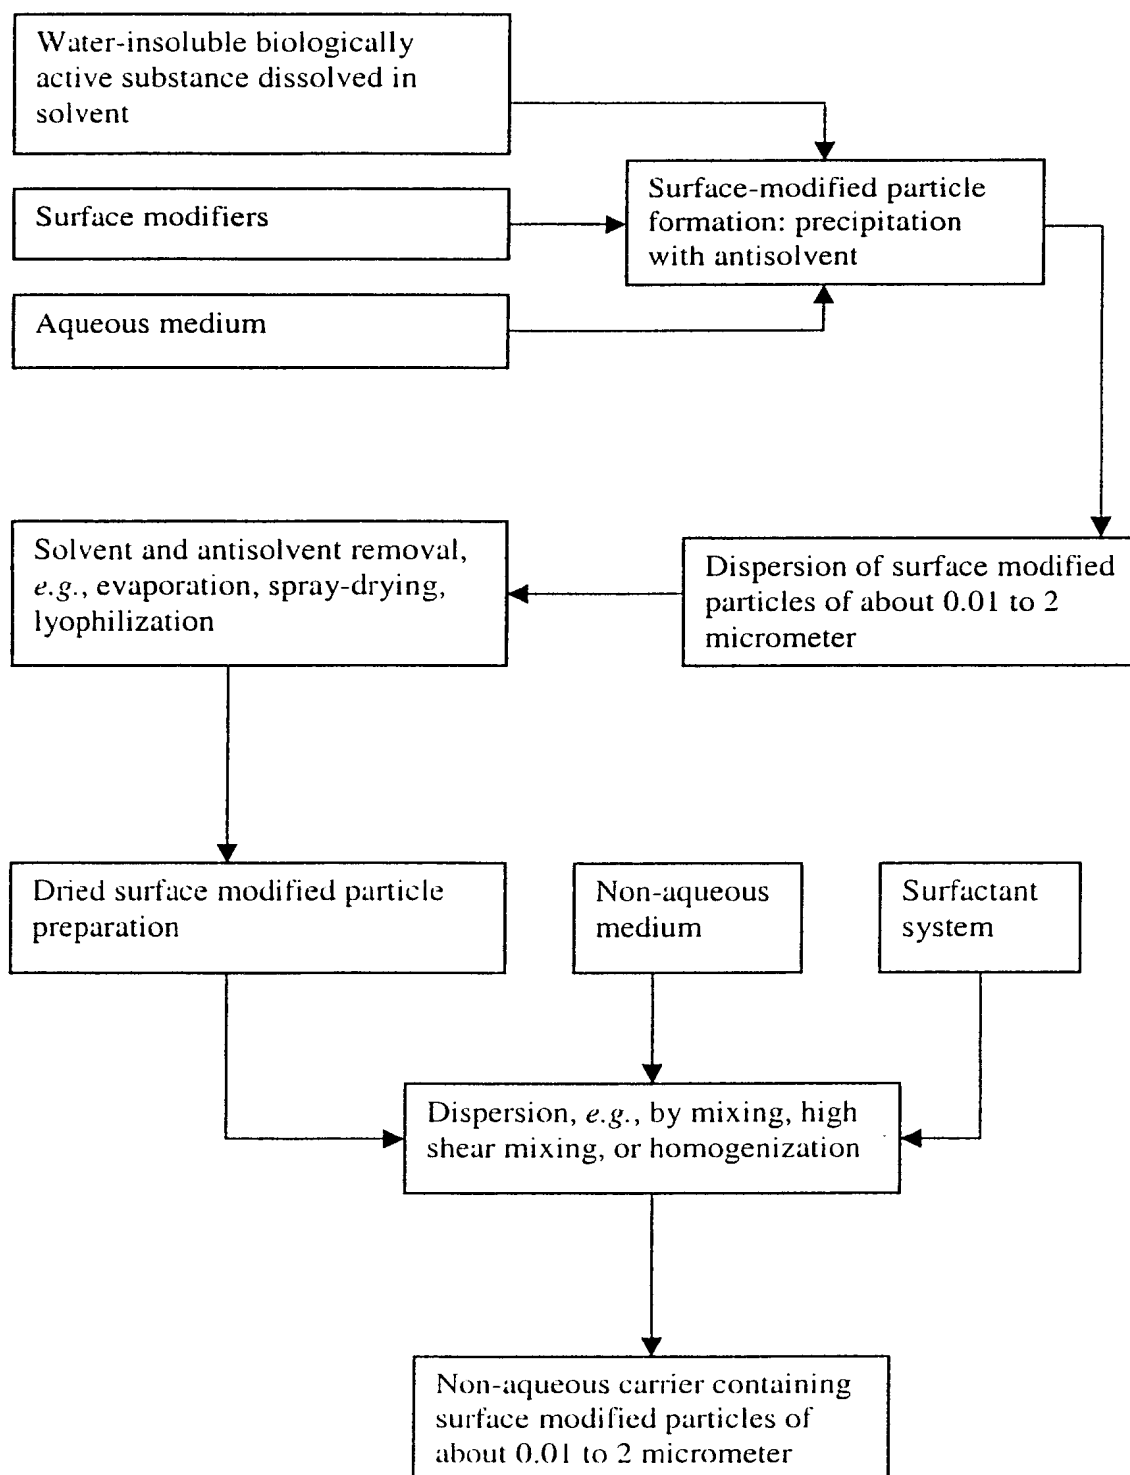 Water-insoluble biologically
active substance dissolved in
solvent
Surface modifiers
Aqueous medium
Surface-modified particle
formation: precipitation
with antisolvent
Solvent and antisolvent removal,
e.g., evaporation, spray-drying,
lyophilization
Dispersion of surface modified
particles of about 0.01 to 2
micrometer
Dried surface modified particle
preparation
Non-aqueous
medium
Surfactant
system
Dispersion, e.g., by mixing, high
shear mixing, or homogenization
Non-aqueous carrier containing
surface modified particles of
about 0.01 to 2 micrometer